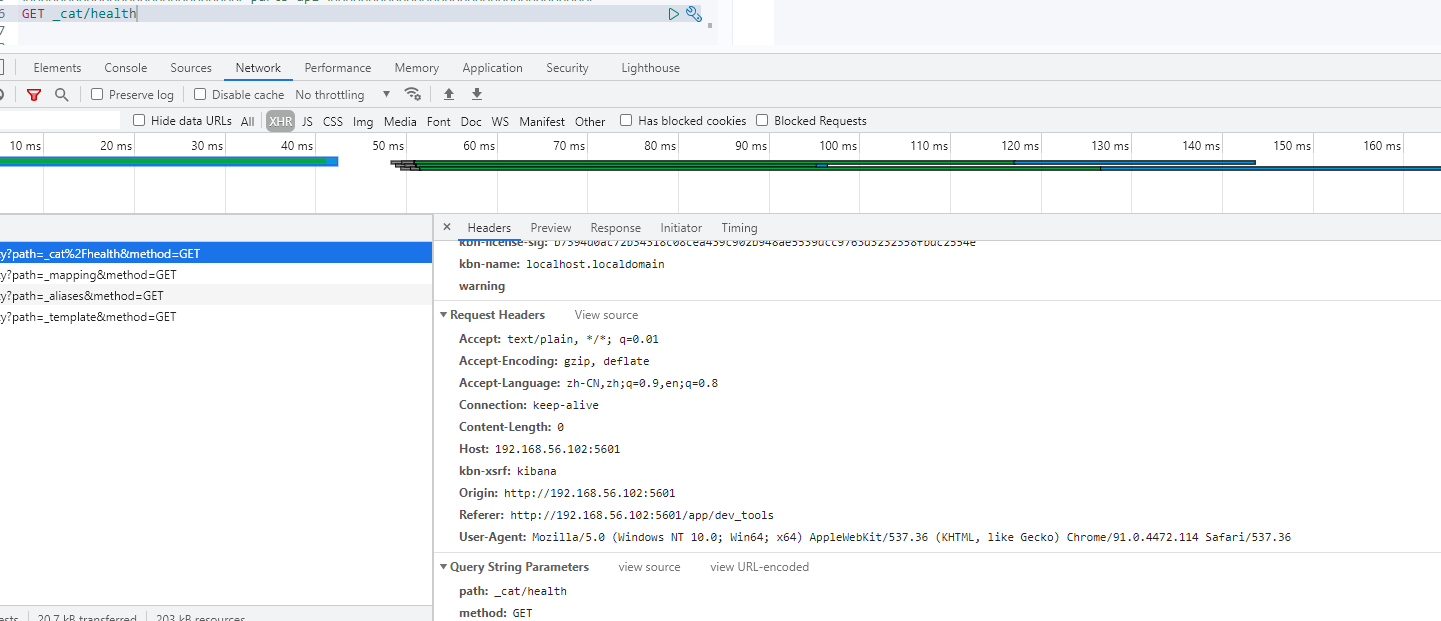 6 GET _cat/health
7
Elements Console Sources Network Performance Memory Application Security Lighthouse
Preserve log Disable cache No throttling
Hide data URLs All XHR JS CSS Img Media Font Doc WS Manifest Other Has blocked cookies Blocked Requests
10 ms 20 ms 30 ms 40 ms 50 ms 60 ms 70 ms 80 ms 90 ms 100 ms 110 ms 120 ms 130 ms 140 ms 150 ms 160 ms
Headers Preview Response Initiator Timing
y?path=_cat%2Fhealth&method=GET
y?path=_mapping&method=GET
y?path=_aliases&method=GET
y?path=_template&method=GET
kbn-license-sig:
kbn-name: localhost.localdomain
warning
Request Headers View source
Accept: text/plain, */*; q=0.01
Accept-Encoding: gzip, deflate
Accept-Language: zh-CN,zh;q=0.9,en;q=0.8
Connection: keep-alive
Content-Length: 0
Host: 192.168.56.102:5601
kbn-xsrf: kibana
Origin: http://192.168.56.102:5601
Referer: http://192.168.56.102:5601/app/dev_tools
User-Agent: Mozilla/5.0 (Windows NT 10.0; Win64; x64) AppleWebKit/537.36 (KHTML, like Gecko) Chrome/91.0.4472.114 Safari/537.36
Query String Parameters view source view URL-encoded
path: _cat/health
method: GET
20.7 kB transferred 203 kB resources